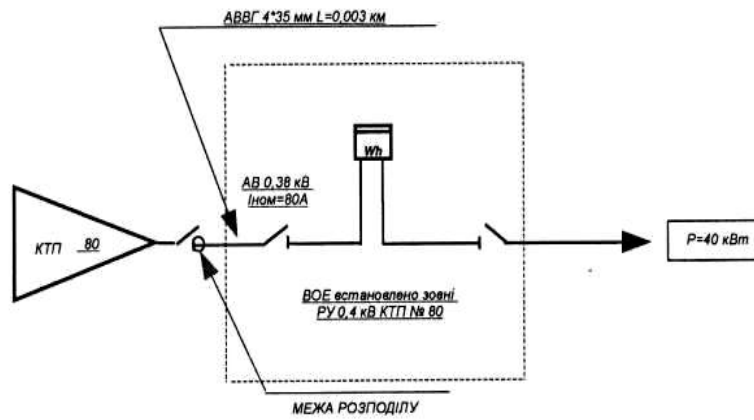 АВВГ 4*35 мм L=0,003 км
Wh
АВ 0,38 кВ
Іном=80А
КТП 80
Р=40 кВт
ВОЕ встановлено зовні
РУ 0,4 кВ КТП № 80
МЕЖА РОЗПОДІЛУ